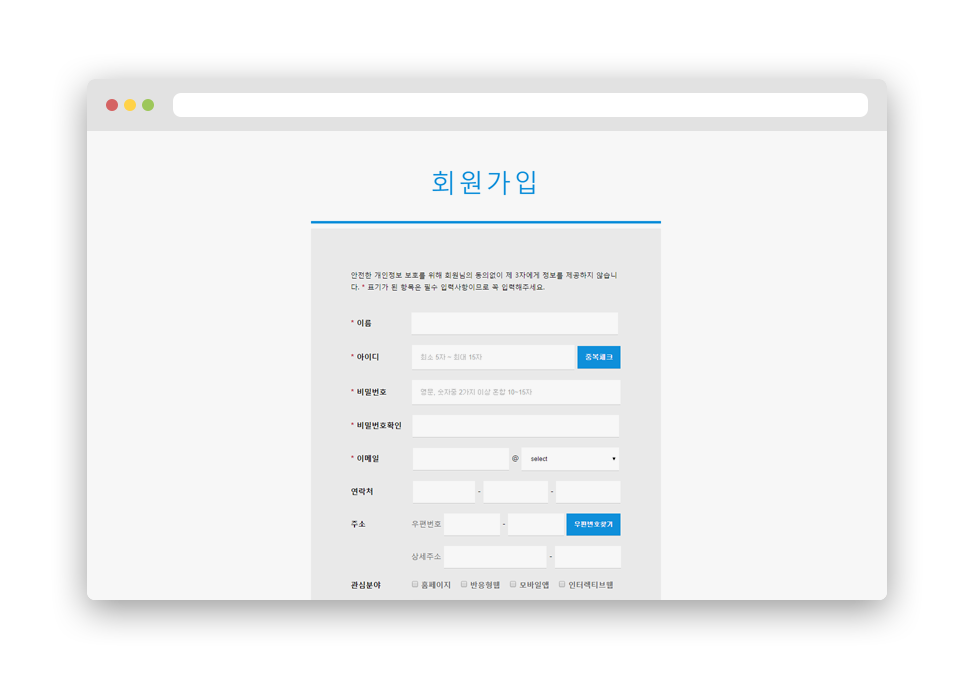 회원가입
안전한 개인정보 보호를 위해 회원님의 동의없이 제 3자에게 정보를 제공하지 않습니
다. * 표기가 된 항목은 필수 입력사항이므로 꼭 입력해주세요.
* 이름
* 아이디 최소 5자 ~ 최대 15자 중복체크
* 비밀번호 영문, 숫자중 2가지 이상 혼합 10~15자
* 비밀번호확인
* 이메일 @ select
연락처 - -
주소 우편번호 - 우편번호찾기
상세주소 -
관심분야 홈페이지 반응형웹 모바일앱 인터랙티브웹